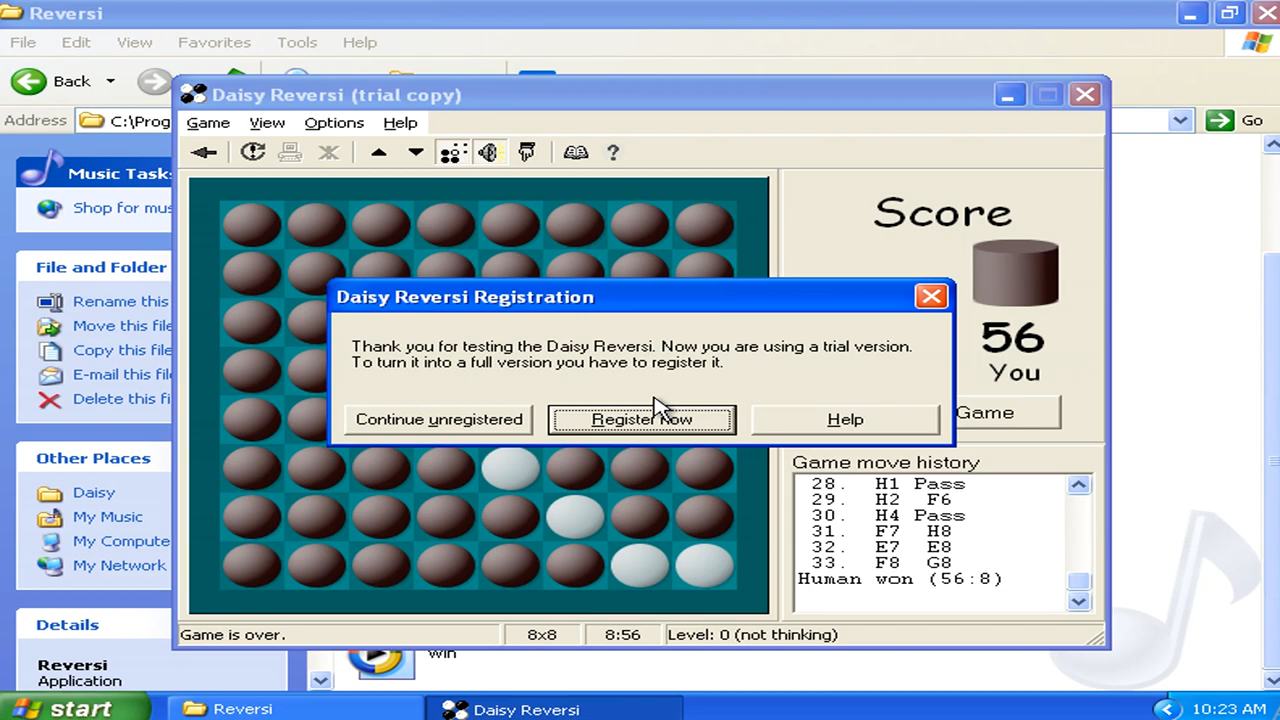 Reversi
File Edit View Favorites Tools Help
Back
Address C:\Prog
Go
Daisy Reversi (trial copy)
Game View Options Help
Music Task
Shop for mu
File and Folder
Rename this
Move this file
Copy this file
E-mail this fil
Delete this fi
Other Places
Daisy
My Music
My Compute
My Network
Details
Reversi
Application
Score
56
You
Game
Daisy Reversi Registration
Thank you for testing the Daisy Reversi. Now you are using a trial version.
To turn it into a full version you have to register it.
Continue unregistered Register Now Help
Game move history
28. H1 Pass
29. H2 F6
30. H4 Pass
31. F7 H8
32. E7 E8
33. F8 G8
Human won (56:8)
Game is over. 8x8 8:56 Level: 0 (not thinking)
win
start Reversi Daisy Reversi 10:23 AM